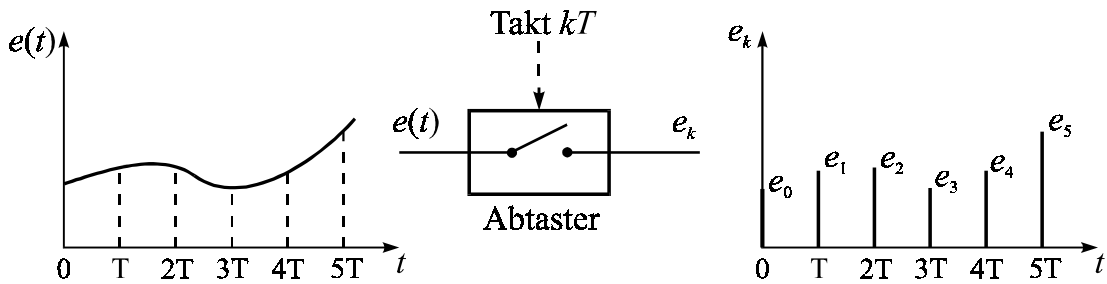 Takt kT
e(t)
e(t)
e_k
Abtaster
0 T 2T 3T 4T 5T t
e_k
e_0 e_1 e_2 e_3 e_4 e_5
0 T 2T 3T 4T 5T t